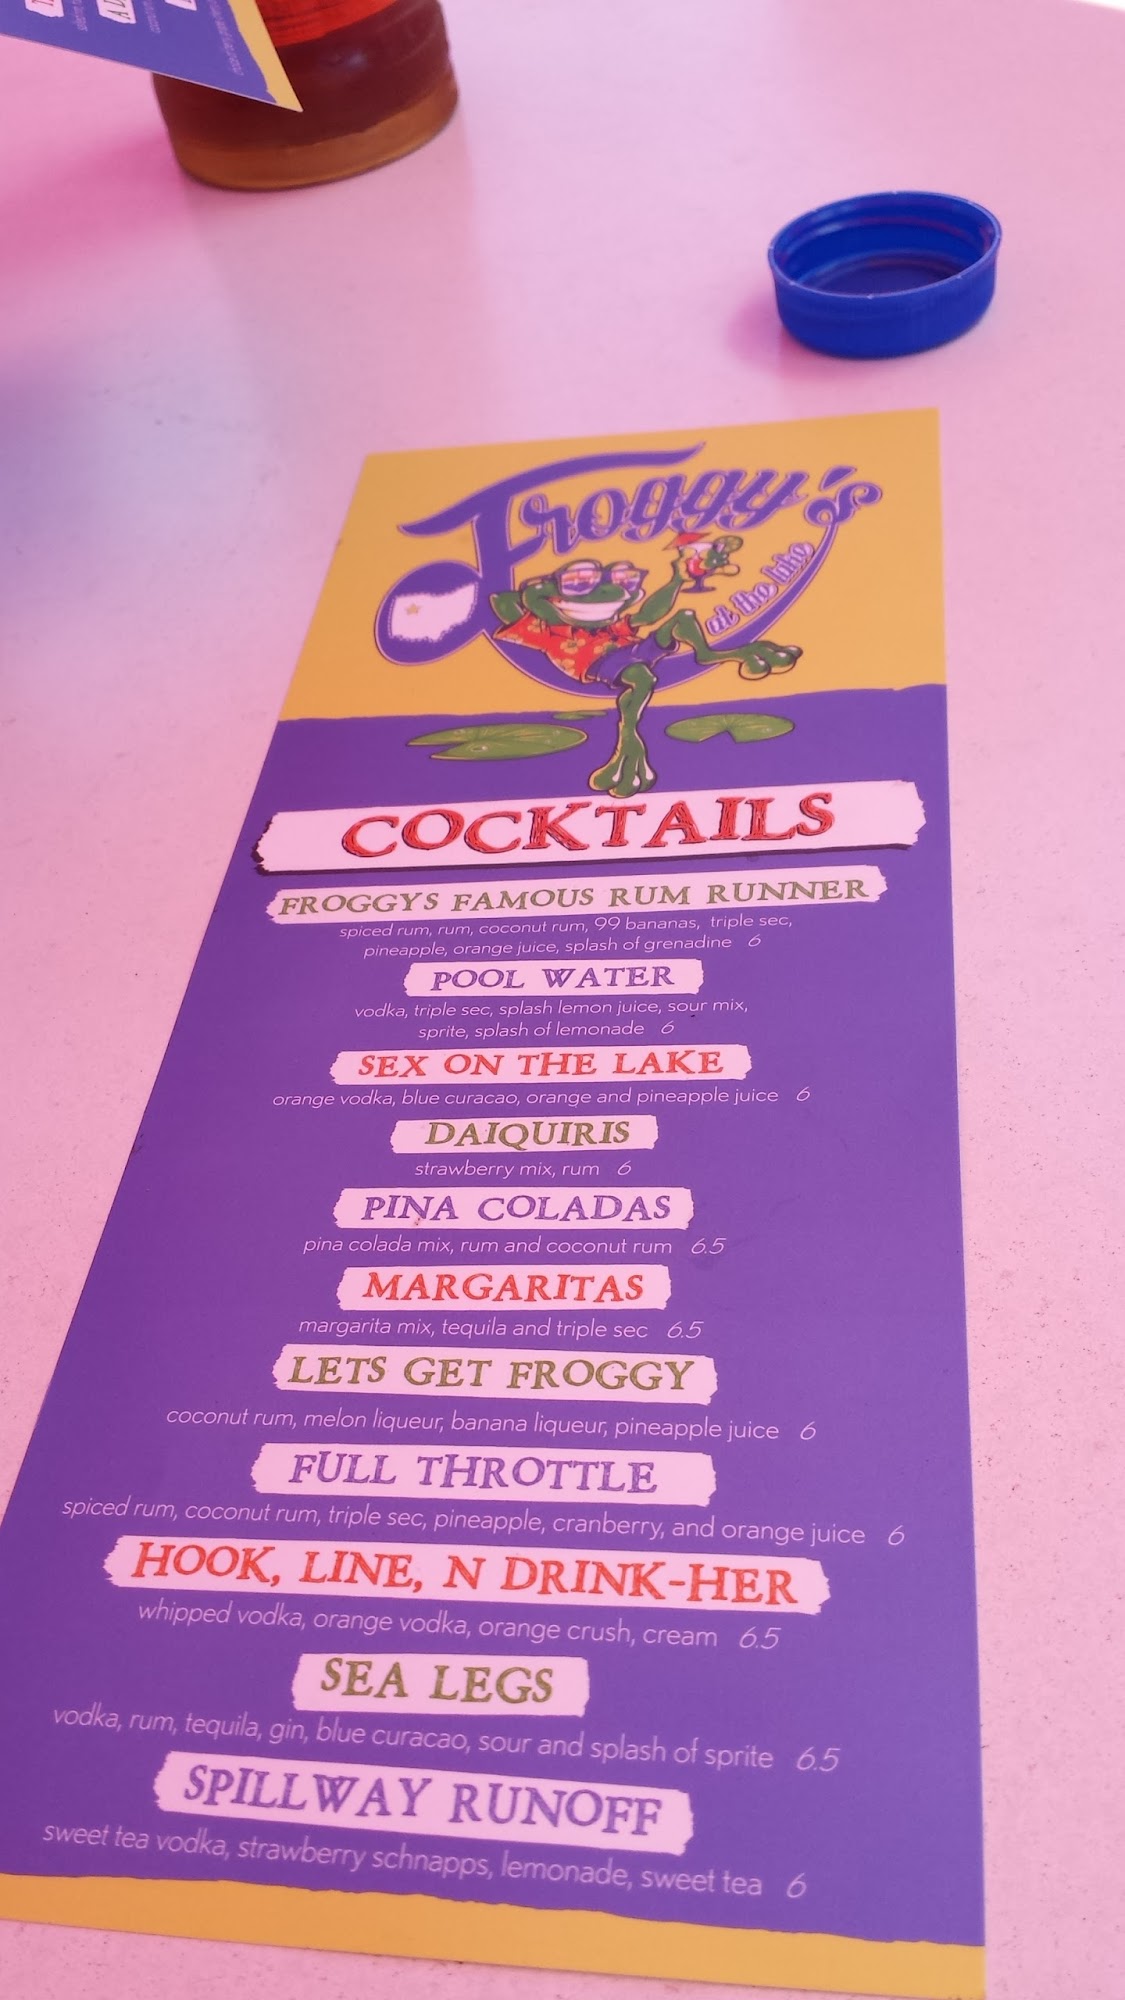 Froggy's
at the lake
COCKTAILS
FROGGYS FAMOUS RUM RUNNER
spiced rum, rum, coconut rum, 99 bananas, triple sec,
pineapple, orange juice, splash of grenadine 6
POOL WATER
vodka, triple sec, splash lemon juice, sour mix,
sprite, splash of lemonade 6
SEX ON THE LAKE
orange vodka, blue curacao, orange and pineapple juice 6
DAIQUIRIS
strawberry mix, rum 6
PINA COLADAS
pina colada mix, rum and coconut rum 6.5
MARGARITAS
margarita mix, tequila and triple sec 6.5
LETS GET FROGGY
coconut rum, melon liqueur, banana liqueur, pineapple juice 6
FULL THROTTLE
spiced rum, coconut rum, triple sec, pineapple, cranberry, and orange juice 6
HOOK, LINE, N DRINK-HER
whipped vodka, orange vodka, orange crush, cream 6.5
SEA LEGS
vodka, rum, tequila, gin, blue curacao, sour and splash of sprite 6.5
SPILLWAY RUNOFF
sweet tea vodka, strawberry schnapps, lemonade, sweet tea 6